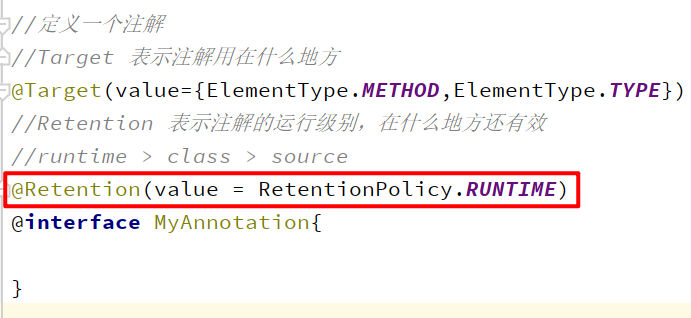 //定义一个注解
//Target 表示注解用在什么地方
@Target(value={ElementType.METHOD,ElementType.TYPE})
//Retention 表示注解的运行级别，在什么地方还有效
//runtime > class > source
@Retention(value = RetentionPolicy.RUNTIME)
@interface MyAnnotation{
}